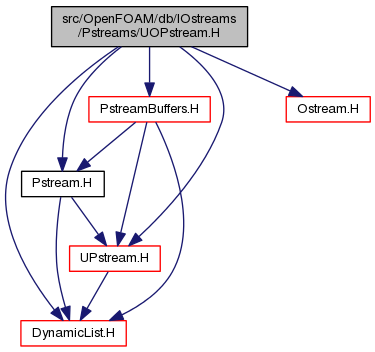 src/OpenFOAM/db/IOstreams
/Pstreams/UOPstream.H
PstreamBuffers.H
Ostream.H
Pstream.H
UPstream.H
DynamicList.H